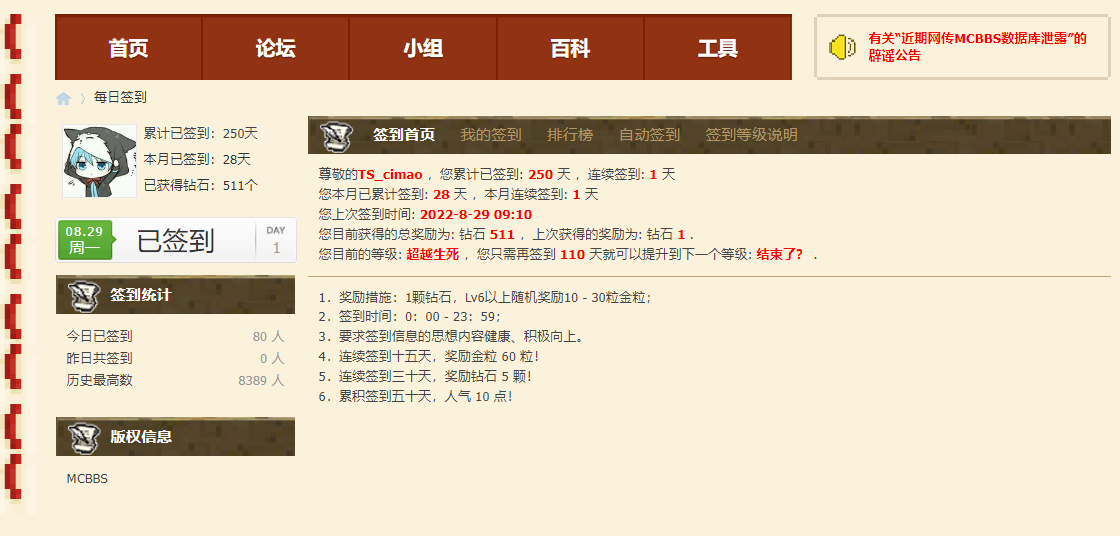 首页 论坛 小组 百科 工具
有关“近期网传MCBBS数据库泄露”的
辟谣公告
每日签到
累计已签到：250天
本月已签到：28天
已获得钻石：511个
08.29
周一
已签到
DAY
1
签到统计
今日已签到 80 人
昨日共签到 0 人
历史最高数 8389 人
版权信息
MCBBS
签到首页 我的签到 排行榜 自动签到 签到等级说明
尊敬的TS_cimao ，您累计已签到: 250 天 ，连续签到: 1 天
您本月已累计签到: 28 天 ，本月连续签到: 1 天
您上次签到时间: 2022-8-29 09:10
您目前获得的总奖励为: 钻石 511 ，上次获得的奖励为: 钻石 1 .
您目前的等级: 超越生死 ，您只需再签到 110 天就可以提升到下一个等级: 结束了？ .
1. 奖励措施：1颗钻石，Lv6以上随机奖励10 - 30粒金粒；
2. 签到时间：0：00 - 23：59；
3. 要求签到信息的思想内容健康、积极向上。
4. 连续签到十五天，奖励金粒 60 粒！
5. 连续签到三十天，奖励钻石 5 颗！
6. 累积签到五十天，人气 10 点！